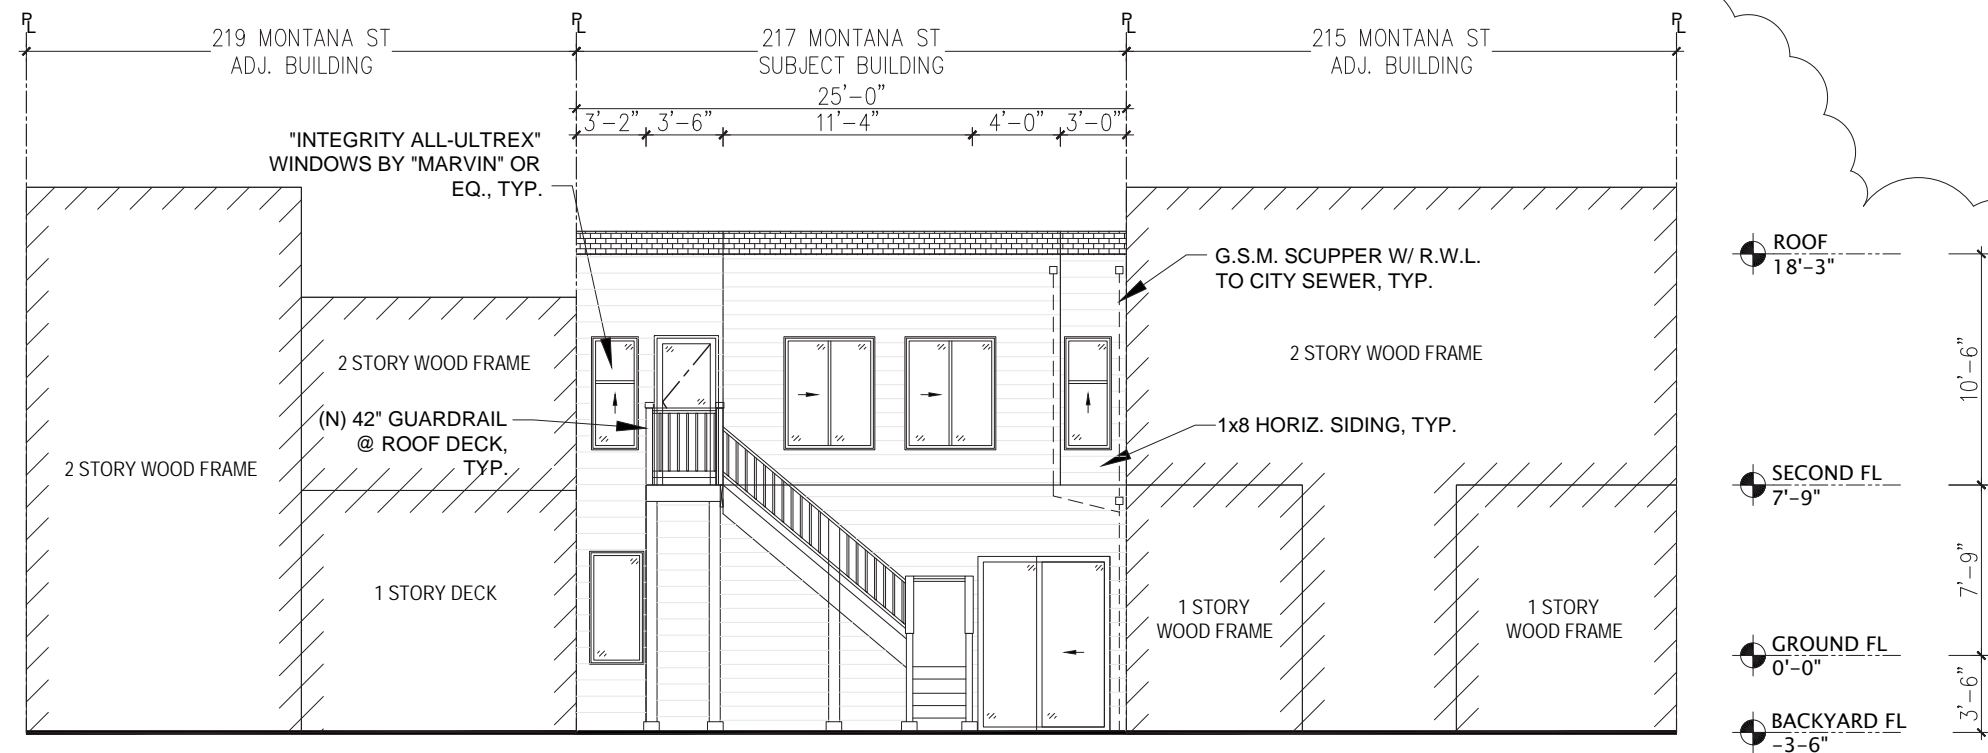 PL
PL
PL
PL
219 MONTANA ST
ADJ. BUILDING
217 MONTANA ST
SUBJECT BUILDING
215 MONTANA ST
ADJ. BUILDING
25'-0"
3'-2"
3'-6"
11'-4"
4'-0"
3'-0"
"INTEGRITY ALL-ULTREX"
WINDOWS BY "MARVIN" OR
EQ., TYP.
G.S.M. SCUPPER W/ R.W.L.
TO CITY SEWER, TYP.
2 STORY WOOD FRAME
2 STORY WOOD FRAME
(N) 42" GUARDRAIL
@ ROOF DECK,
TYP.
1x8 HORIZ. SIDING, TYP.
2 STORY WOOD FRAME
1 STORY DECK
1 STORY
WOOD FRAME
1 STORY
WOOD FRAME
ROOF
18'-3"
10'-6"
SECOND FL
7'-9"
7'-9"
GROUND FL
0'-0"
3'-6"
BACKYARD FL
-3-6"